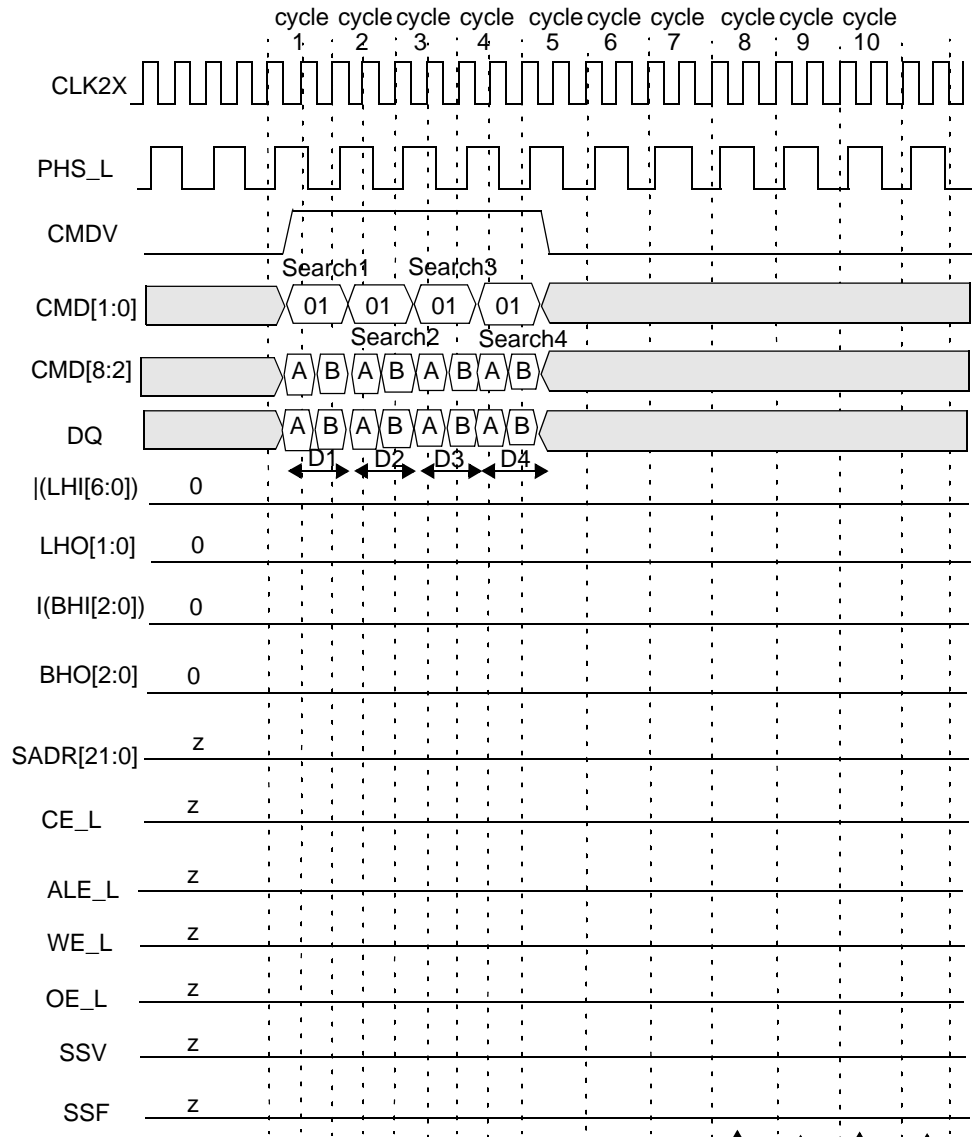 cycle cycle cycle cycle cycle cycle cycle cycle cycle cycle
1 2 3 4 5 6 7 8 9 10
CLK2X
PHS_L
CMDV
Search1 Search3
CMD[1:0] 01 01 01 01
Search2 Search4
CMD[8:2] A B A B A B A B
DQ A B A B A B A B
D1 D2 D3 D4
|(LHI[6:0]) 0
LHO[1:0] 0
I(BHI[2:0]) 0
BHO[2:0] 0
SADR[21:0] z
CE_L z
ALE_L z
WE_L z
OE_L z
SSV z
SSF z